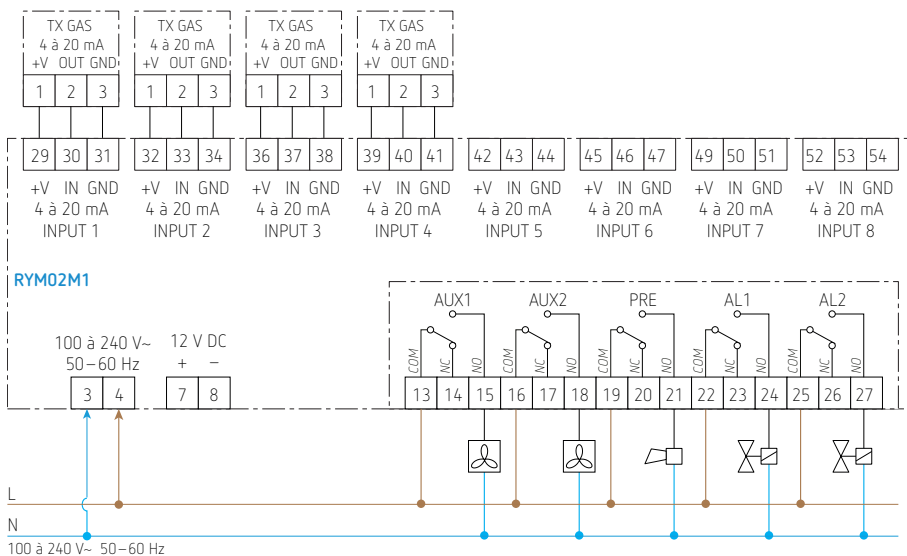 TX GAS TX GAS TX GAS TX GAS
4 à 20 mA 4 à 20 mA 4 à 20 mA 4 à 20 mA
+V OUT GND +V OUT GND +V OUT GND +V OUT GND
1 2 3 1 2 3 1 2 3 1 2 3
29 30 31 32 33 34 36 37 38 39 40 41 42 43 44 45 46 47 49 50 51 52 53 54
+V IN GND +V IN GND +V IN GND +V IN GND +V IN GND +V IN GND +V IN GND +V IN GND
4 à 20 mA 4 à 20 mA 4 à 20 mA 4 à 20 mA 4 à 20 mA 4 à 20 mA 4 à 20 mA 4 à 20 mA
INPUT 1 INPUT 2 INPUT 3 INPUT 4 INPUT 5 INPUT 6 INPUT 7 INPUT 8
RYM02M1
AUX1 AUX2 PRE AL1 AL2
100 à 240 V~ 12 V DC
50–60 Hz + –
COM NC NO COM NC NO COM NC NO COM NC NO COM NC NO
3 4 7 8 13 14 15 16 17 18 19 20 21 22 23 24 25 26 27
L
N
100 à 240 V~ 50–60 Hz